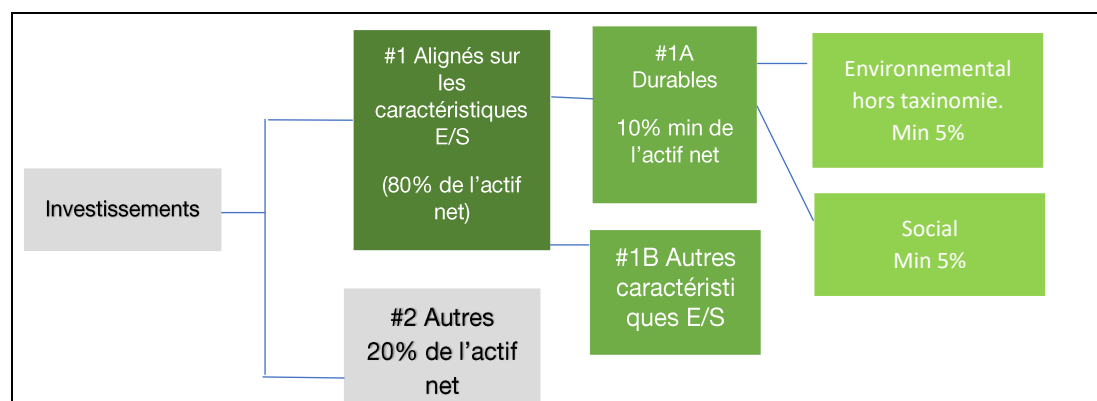 Investissements
#1 Alignés sur
les
caractéristiques
E/S
(80% de l’actif
net)
#2 Autres
20% de l’actif
net
#1A
Durables
10% min de
l’actif net
#1B Autres
caractéristi
ques E/S
Environnemental
hors taxinomie.
Min 5%
Social
Min 5%